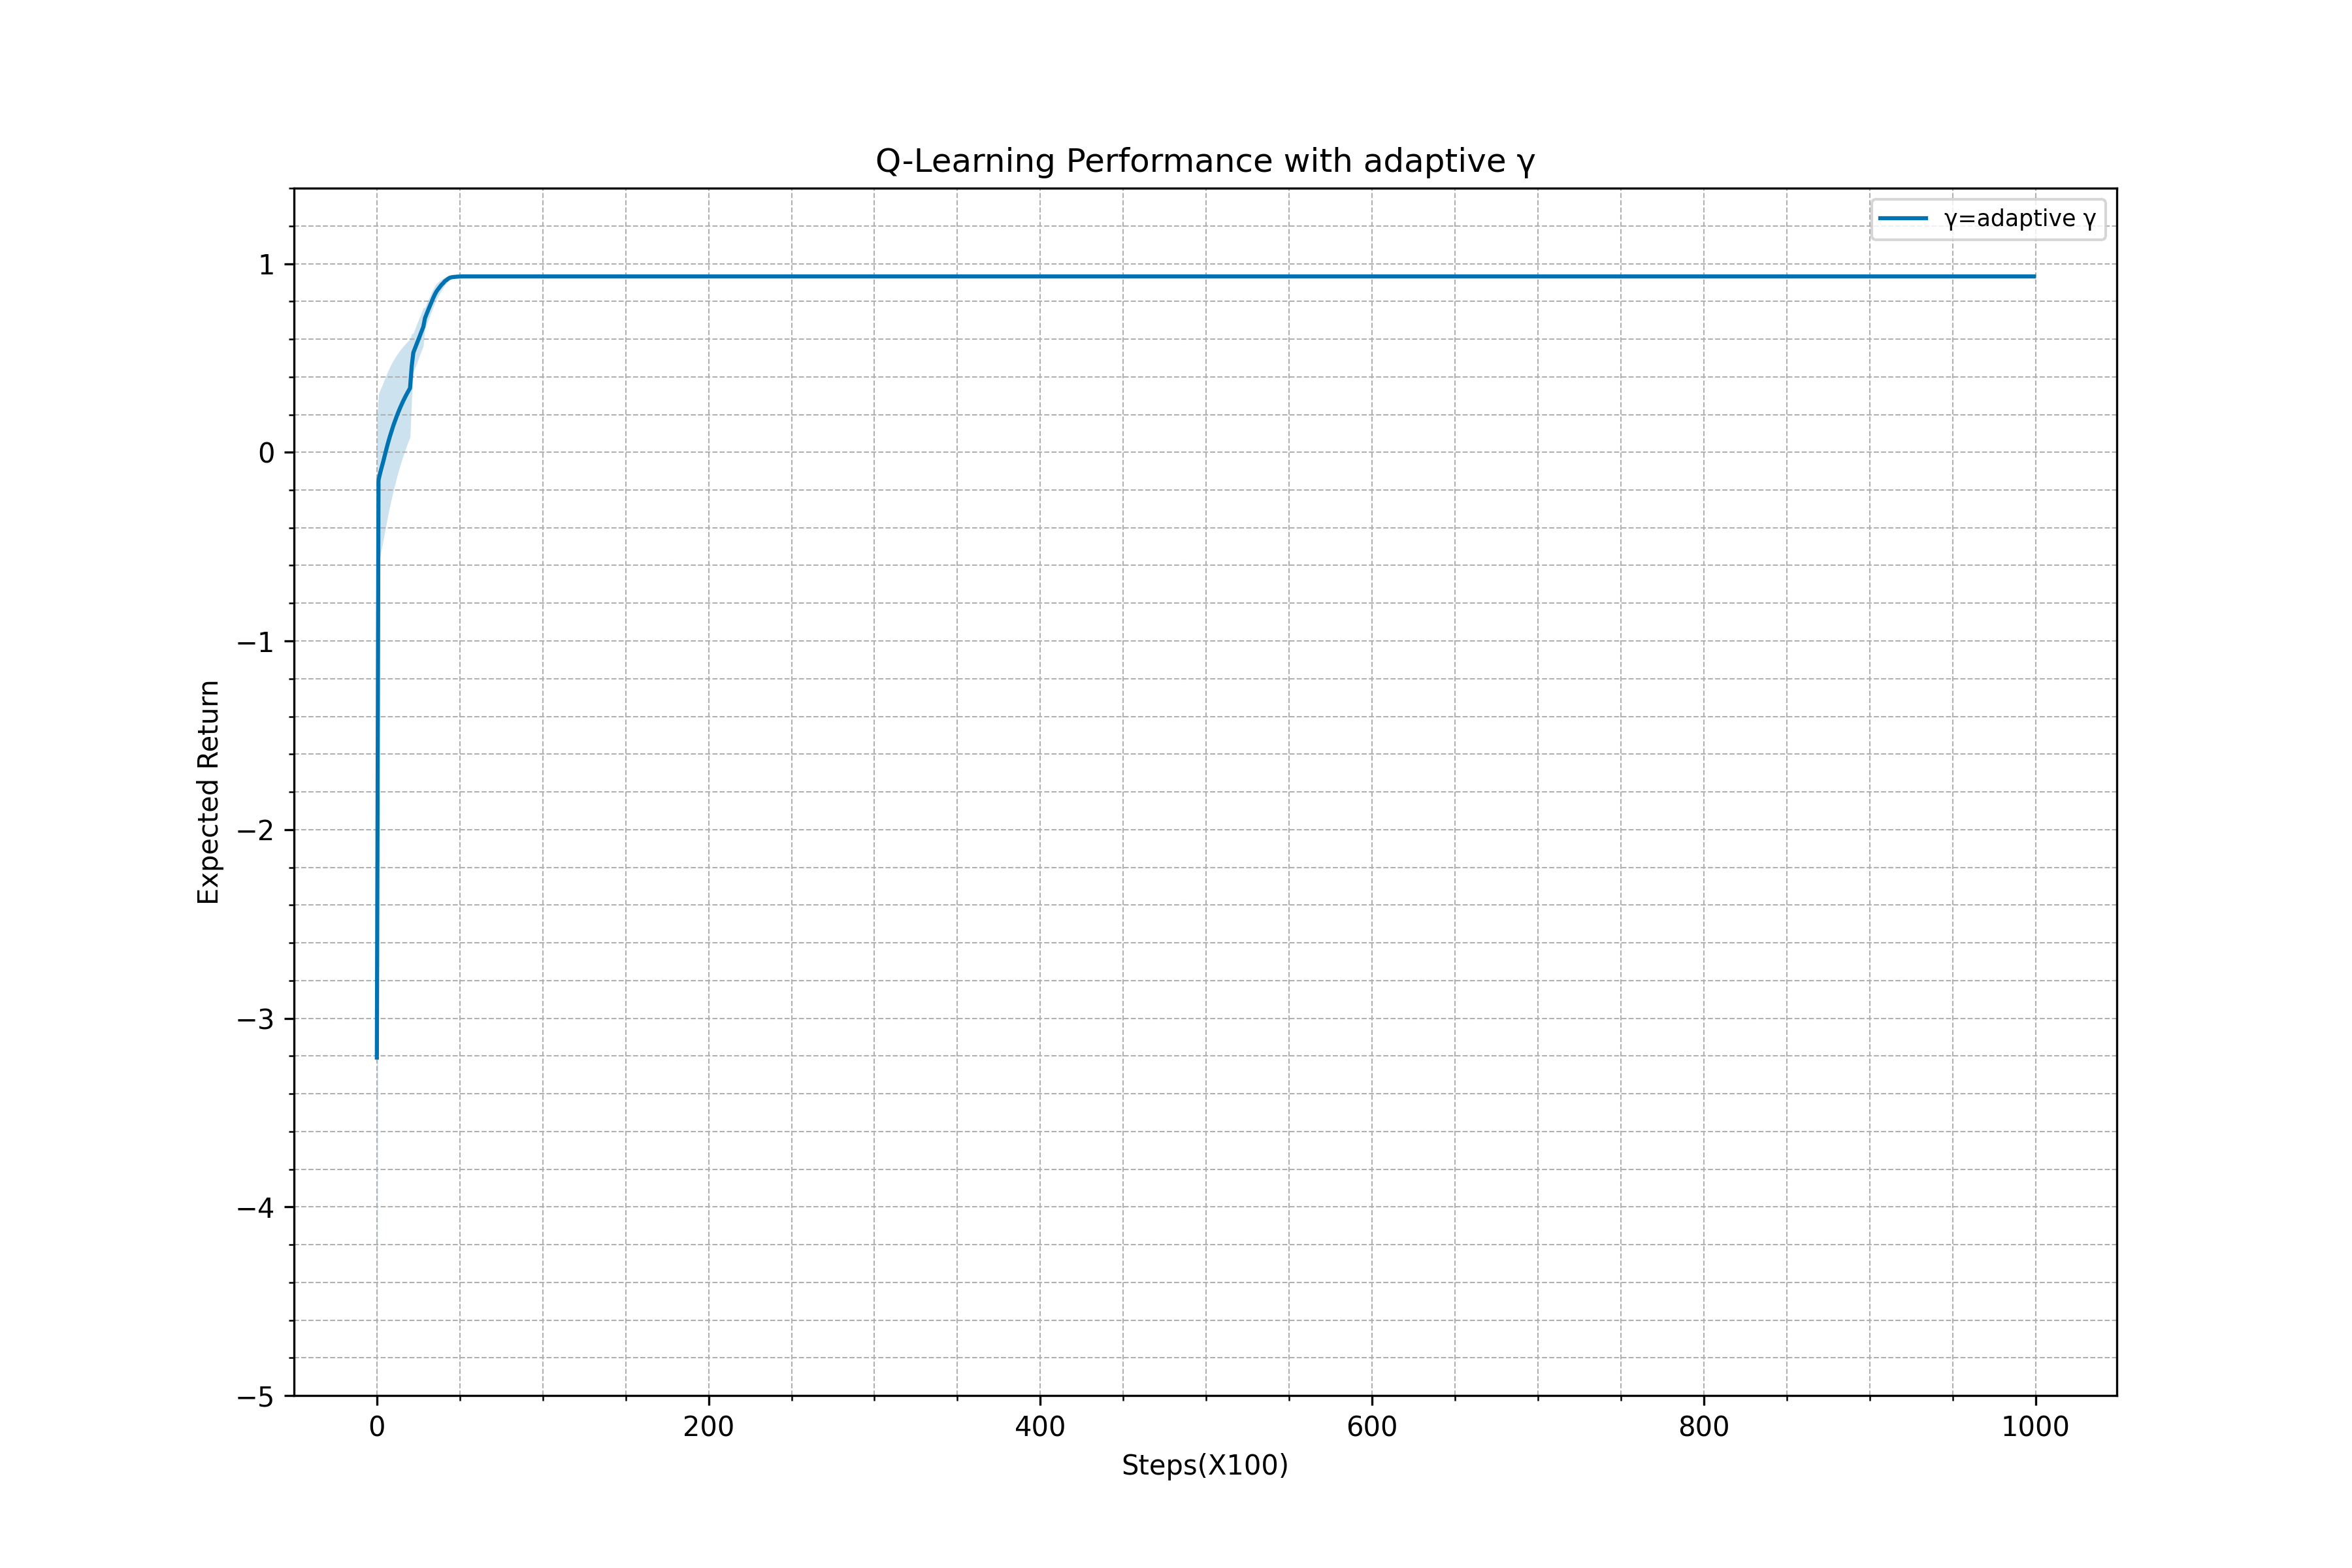 Q-Learning Performance with adaptive γ
γ=adaptive γ
1
0
−1
−2
−3
−4
−5
Expected Return
0 200 400 600 800 1000
Steps(X100)